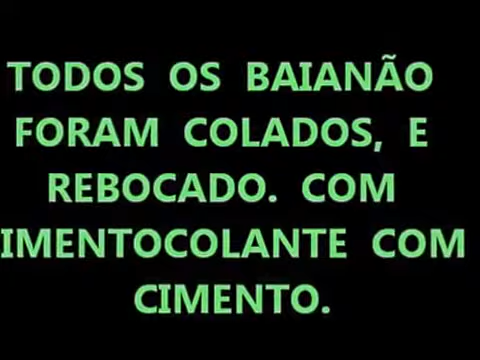 TODOS OS BAIANÃO
FORAM COLADOS, E
REBOCADO. COM
IMENTOCOLANTE COM
CIMENTO.